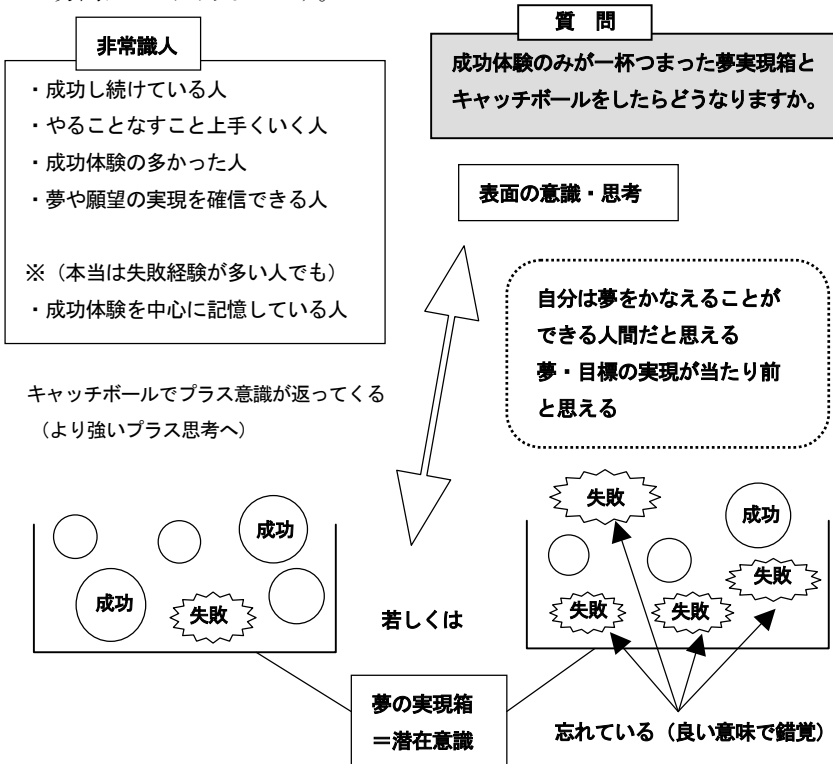 質　問
成功体験のみが一杯つまった夢実現箱と
キャッチボールをしたらどうなりますか。
非常識人
・成功し続けている人
・やることなすこと上手くいく人
・成功体験の多かった人
・夢や願望の実現を確信できる人
※（本当は失敗経験が多い人でも）
・成功体験を中心に記憶している人
表面の意識・思考
自分は夢をかなえることが
できる人間だと思える
夢・目標の実現が当たり前
と思える
キャッチボールでプラス意識が返ってくる
（より強いプラス思考へ）
成功
成功
失敗
若しくは
失敗
成功
失敗
失敗
失敗
夢の実現箱
＝潜在意識
忘れている（良い意味で錯覚）